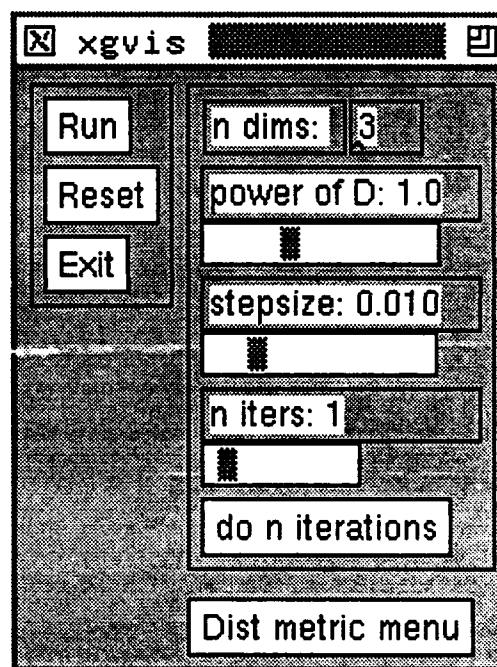 xgvis
Run
Reset
Exit
n dims: 3
power of D: 1.0
stepsize: 0.010
n iters: 1
do n iterations
Dist metric menu